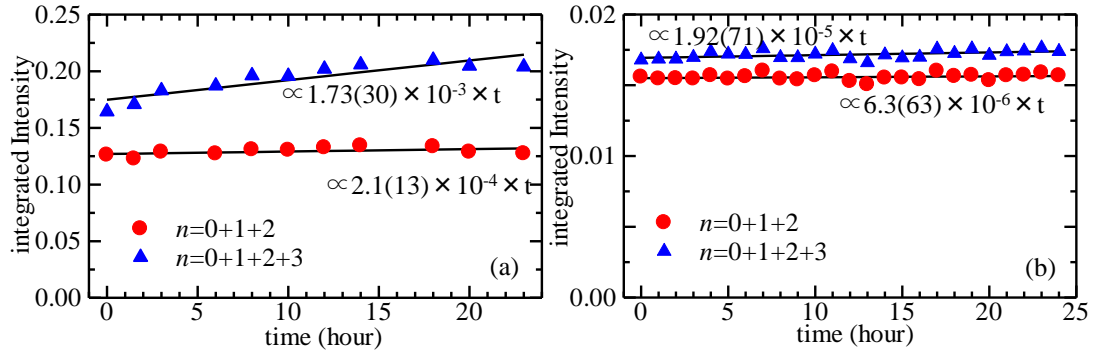 0.25
0.20
0.15
0.10
0.05
0.00
integrated Intensity
∝1.73(30)×10⁻³×t
∝2.1(13)×10⁻⁴×t
n=0+1+2
n=0+1+2+3
(a)
0 5 10 15 20
time (hour)
0.02
0.01
0.00
integrated Intensity
∝1.92(71)×10⁻⁵×t
∝6.3(63)×10⁻⁶×t
n=0+1+2
n=0+1+2+3
(b)
0 5 10 15 20 25
time (hour)